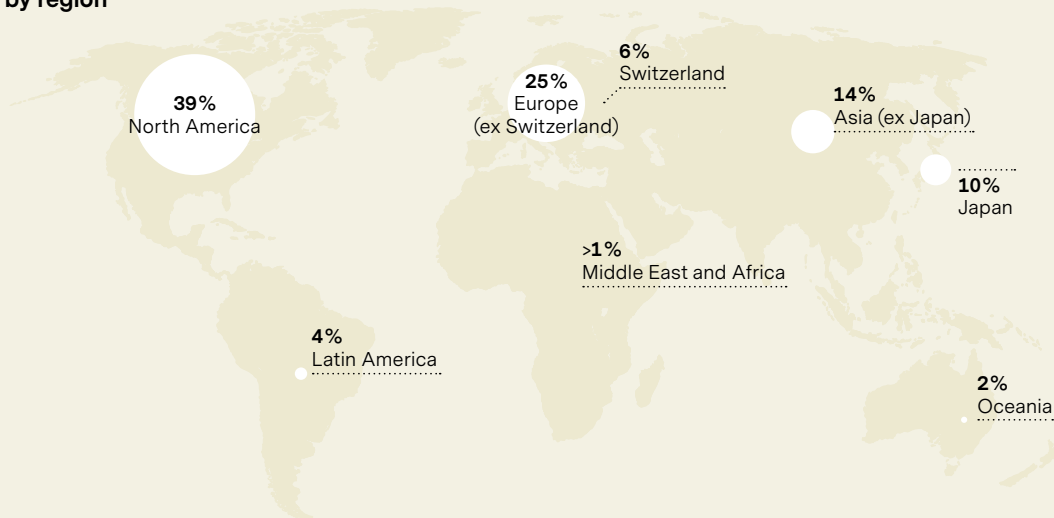 by region
6%
Switzerland
25%
Europe
(ex Switzerland)
39%
North America
14%
Asia (ex Japan)
10%
Japan
>1%
Middle East and Africa
4%
Latin America
2%
Oceania